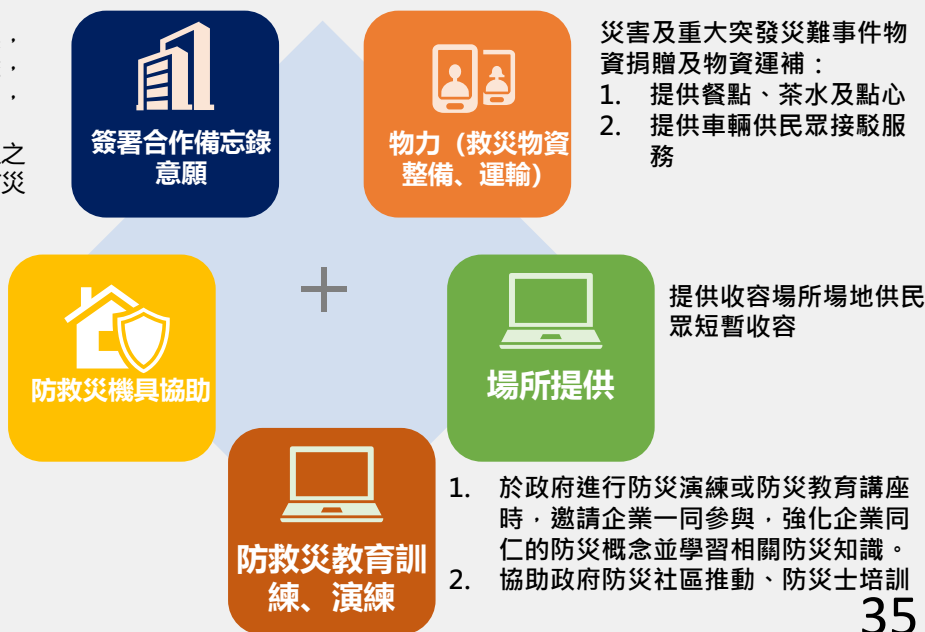 ，
，
，
之
災
簽署合作備忘錄
意願
物力（救災物資
整備、運輸）
災害及重大突發災難事件物
資捐贈及物資運補：
1. 提供餐點、茶水及點心
2. 提供車輛供民眾接駁服
務
防救災機具協助
場所提供
提供收容場所場地供民
眾短暫收容
防救災教育訓
練、演練
1. 於政府進行防災演練或防災教育講座
時，邀請企業一同參與，強化企業同
仁的防災概念並學習相關防災知識。
2. 協助政府防災社區推動、防災士培訓
35